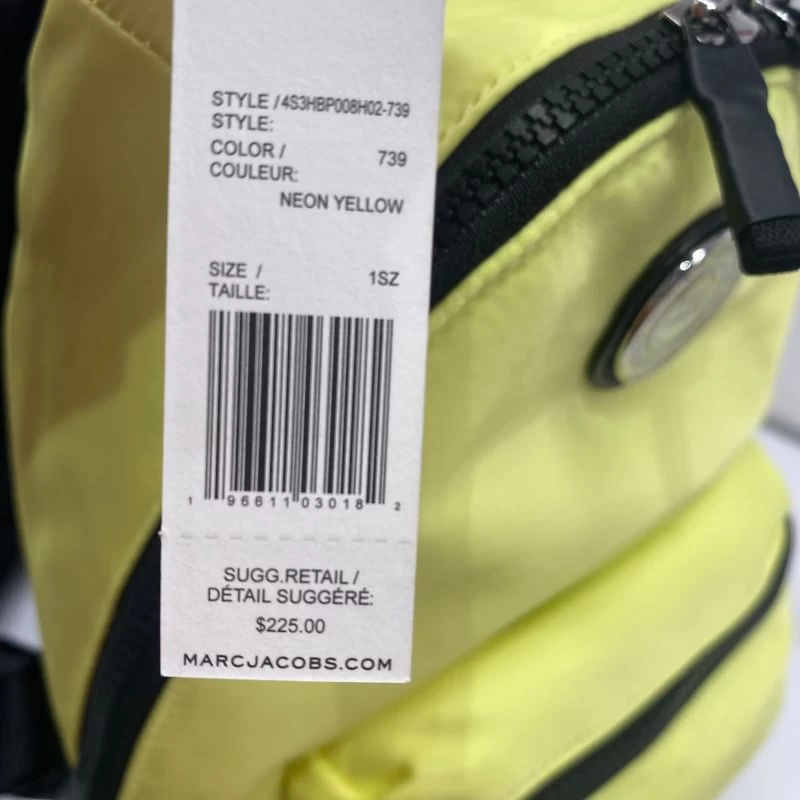 STYLE / 4S3HBP008H02-739
STYLE:
COLOR / 739
COULEUR:
NEON YELLOW
SIZE / 1SZ
TAILLE:
1 96611 03018 2
SUGG.RETAIL /
DÉTAIL SUGGÉRÉ:
$225.00
MARCJACOBS.COM